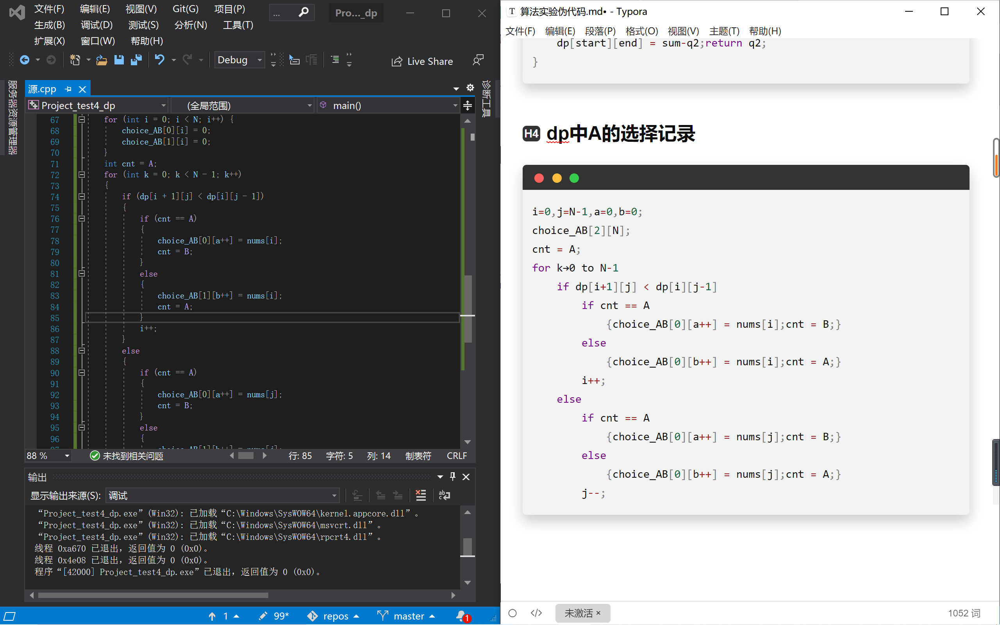 文件(F) 编辑(E) 视图(V) Git(G) 项目(P)
生成(B) 调试(D) 测试(S) 分析(N) 工具(T)
扩展(X) 窗口(W) 帮助(H)
...
Pro..._dp
Debug
Live Share
服务器资源管理器
诊断工具
源.cpp
Project_test4_dp (全局范围) main()
67 for (int i = 0; i < N; i++) {
68 choice_AB[0][i] = 0;
69 choice_AB[1][i] = 0;
70 }
71 int cnt = A;
72 for (int k = 0; k < N - 1; k++)
73 {
74 if (dp[i + 1][j] < dp[i][j - 1])
75 {
76 if (cnt == A)
77 {
78 choice_AB[0][a++] = nums[i];
79 cnt = B;
80 }
81 else
82 {
83 choice_AB[1][b++] = nums[i];
84 cnt = A;
85 }
86 i++;
87 }
88 else
89 {
90 if (cnt == A)
91 {
92 choice_AB[0][a++] = nums[j];
93 cnt = B;
94 }
95 else
96 {
97 choice_AB[1][b++] = nums[j];
88 % 未找到相关问题 行: 85 字符: 5 列: 14 制表符 CRLF
输出
显示输出来源(S): 调试
“Project_test4_dp.exe”(Win32): 已加载“C:\Windows\SysWOW64\kernel.appcore.dll”。
“Project_test4_dp.exe”(Win32): 已加载“C:\Windows\SysWOW64\msvcrt.dll”。
“Project_test4_dp.exe”(Win32): 已加载“C:\Windows\SysWOW64\rpcrt4.dll”。
线程 0xa670 已退出，返回值为 0 (0x0)。
线程 0x4e08 已退出，返回值为 0 (0x0)。
程序“[42000] Project_test4_dp.exe”已退出，返回值为 0 (0x0)。
1 99* repos master 1
T 算法实验伪代码.md• - Typora
文件(F) 编辑(E) 段落(P) 格式(O) 视图(V) 主题(T) 帮助(H)
dp[start][end] = sum-q2;return q2;
}
H4 dp中A的选择记录
i=0,j=N-1,a=0,b=0;
choice_AB[2][N];
cnt = A;
for k→0 to N-1
if dp[i+1][j] < dp[i][j-1]
if cnt == A
{choice_AB[0][a++] = nums[i];cnt = B;}
else
{choice_AB[0][b++] = nums[i];cnt = A;}
i++;
else
if cnt == A
{choice_AB[0][a++] = nums[j];cnt = B;}
else
{choice_AB[0][b++] = nums[j];cnt = A;}
j--;
</> 未激活 × 1052 词